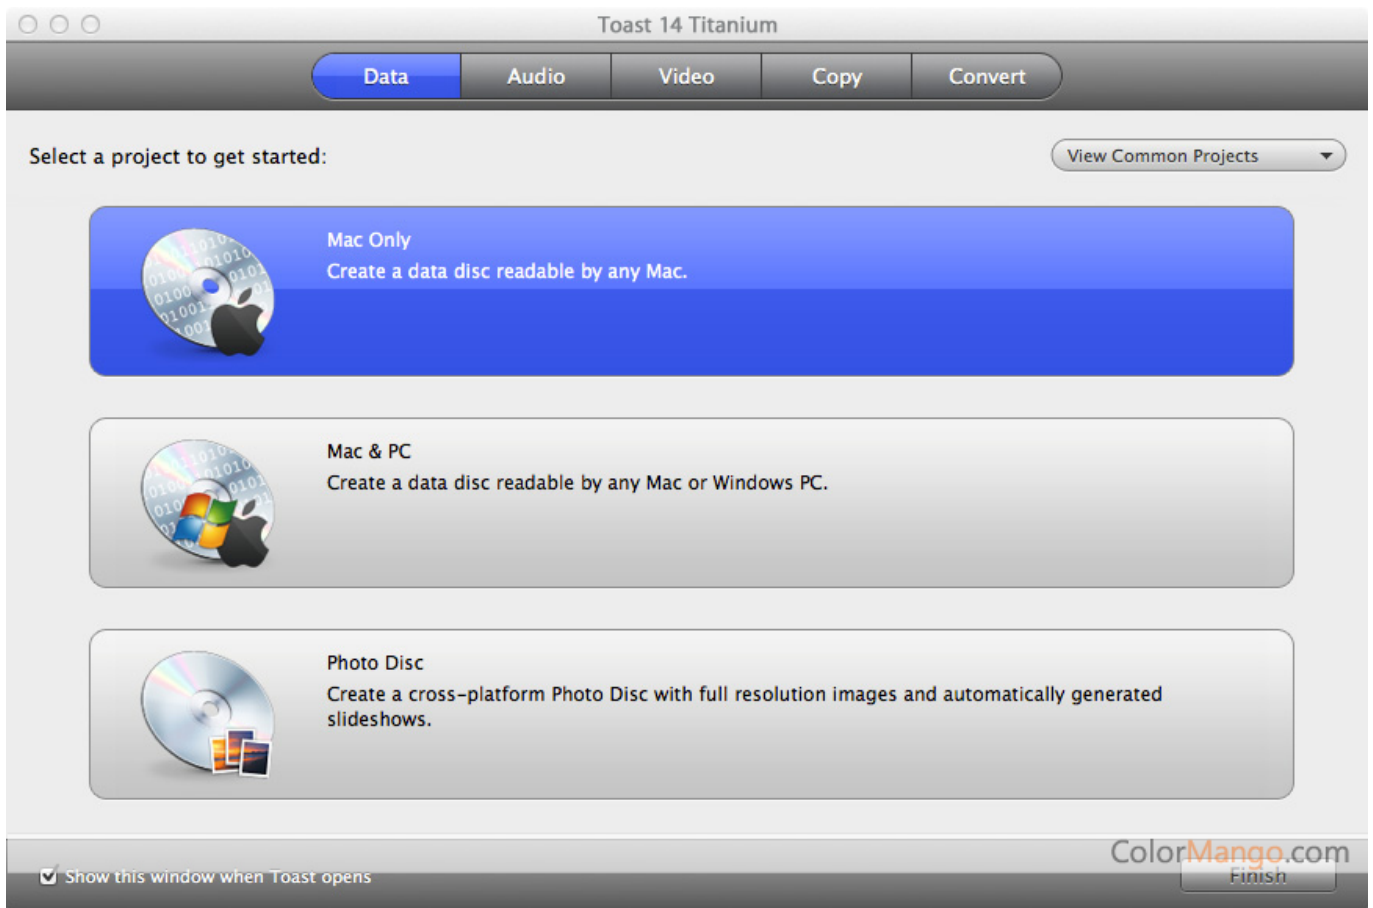 Toast 14 Titanium
Data Audio Video Copy Convert
Select a project to get started:
View Common Projects
Mac Only
Create a data disc readable by any Mac.
Mac & PC
Create a data disc readable by any Mac or Windows PC.
Photo Disc
Create a cross-platform Photo Disc with full resolution images and automatically generated
slideshows.
ColorMango.com
Show this window when Toast opens
Finish